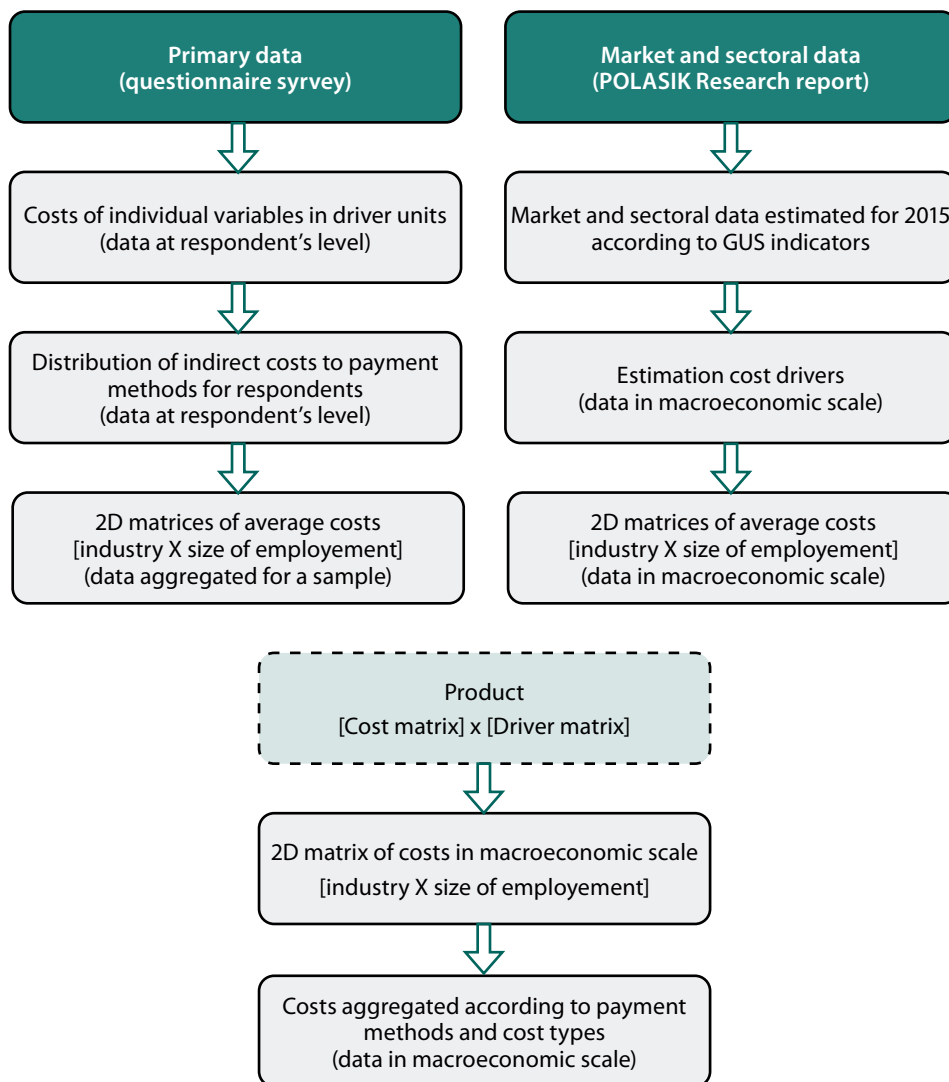 Primary data
(questionnaire syrvey)
Costs of individual variables in driver units
(data at respondent's level)
Distribution of indirect costs to payment
methods for respondents
(data at respondent's level)
2D matrices of average costs
[industry X size of employement]
(data aggregated for a sample)
Market and sectoral data
(POLASIK Research report)
Market and sectoral data estimated for 2015
according to GUS indicators
Estimation cost drivers
(data in macroeconomic scale)
2D matrices of average costs
[industry X size of employement]
(data in macroeconomic scale)
Product
[Cost matrix] x [Driver matrix]
2D matrix of costs in macroeconomic scale
[industry X size of employement]
Costs aggregated according to payment
methods and cost types
(data in macroeconomic scale)